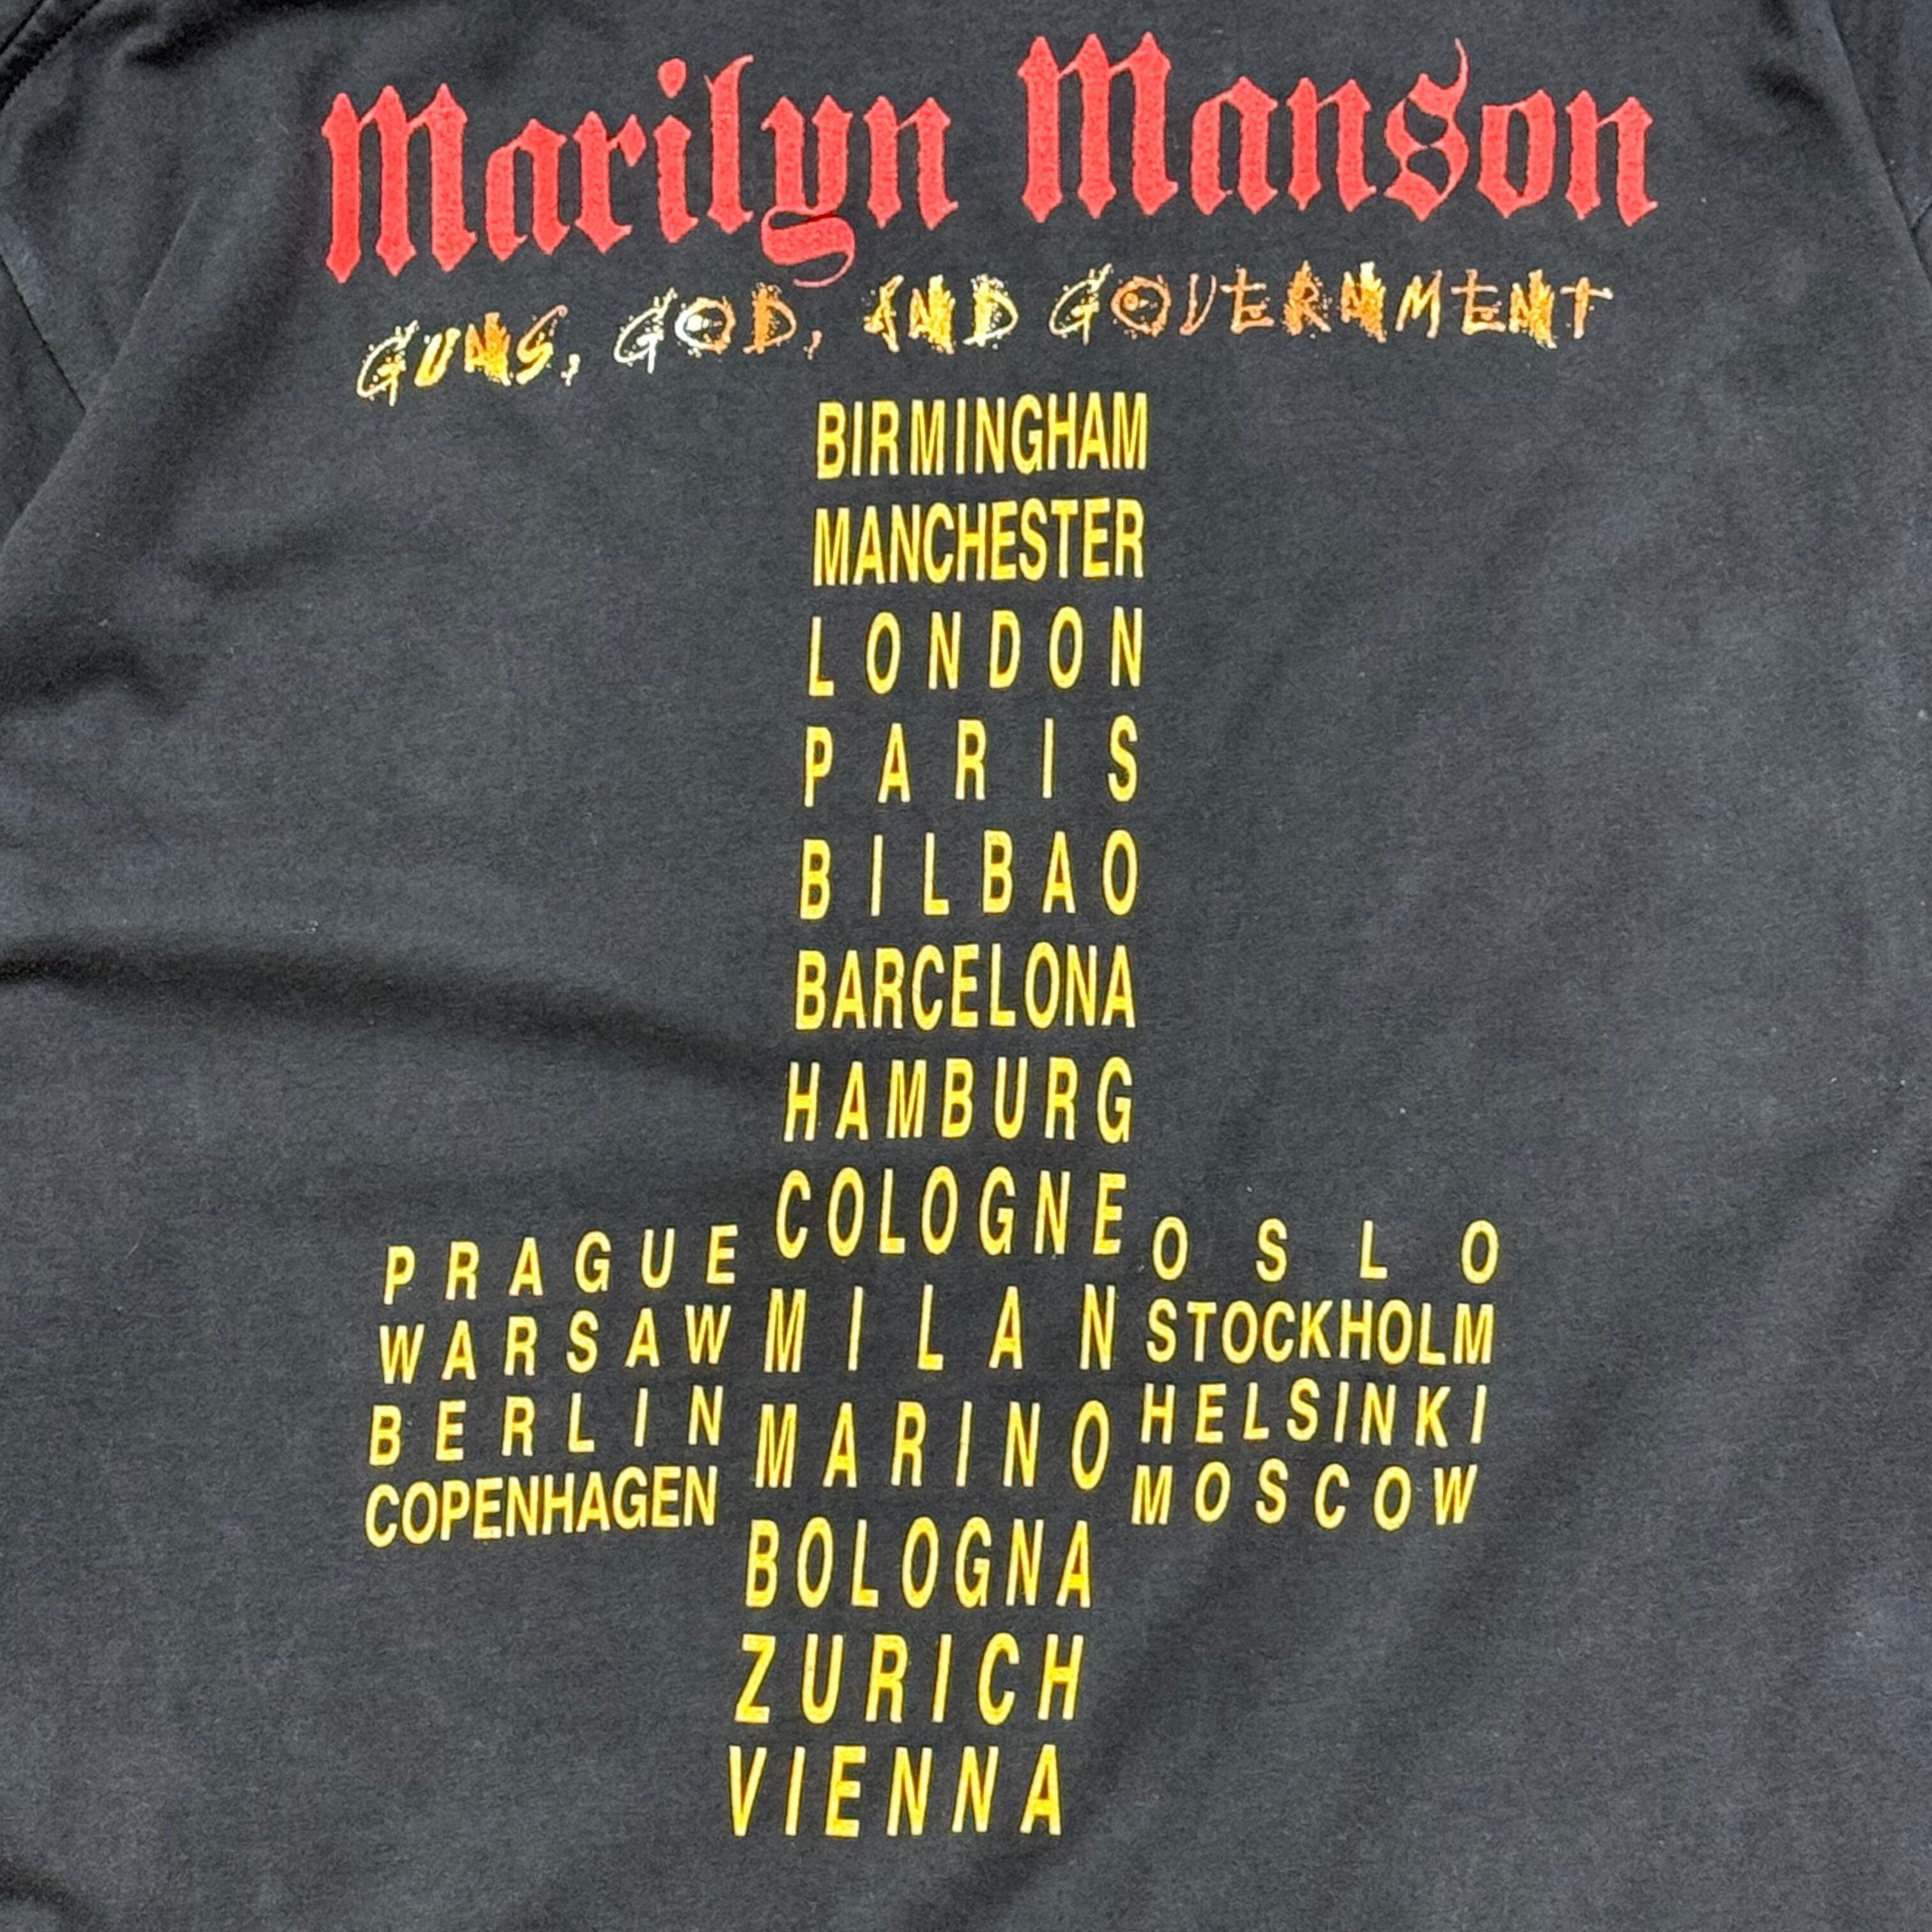 Marilyn Manson
GUNS, GOD, AND GOVERNMENT
BIRMINGHAM
MANCHESTER
LONDON
PARIS
BILBAO
BARCELONA
HAMBURG
COLOGNE
MILAN
MARINO
BOLOGNA
ZURICH
VIENNA
PRAGUE
WARSAW
BERLIN
COPENHAGEN
OSLO
STOCKHOLM
HELSINKI
MOSCOW